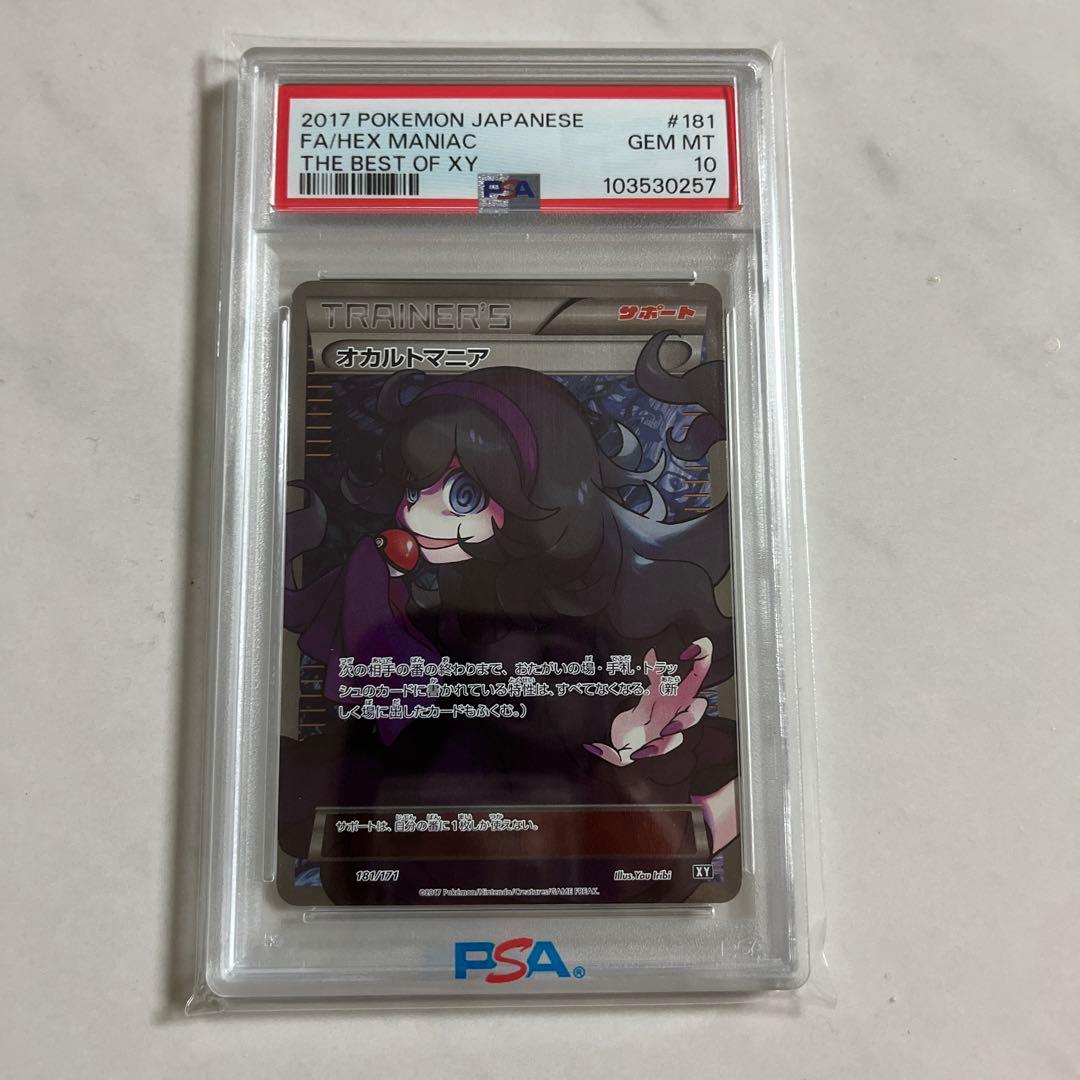 2017 POKEMON JAPANESE #181
FA/HEX MANIAC GEM MT
THE BEST OF XY 10
PSA 103530257
TRAINER'S サポート
オカルトマニア
次の相手の番の終わりまで、おたがいの場・手札・トラッ
シュのカードに書かれている特性は、すべてなくなる。(新
しく場に出したカードもふくむ。)
サポートは、自分の番に1枚しか使えない。
181/171 Illus. You Iribi XY
©2017 Pokémon/Nintendo/Creatures/GAME FREAK.
PSA®